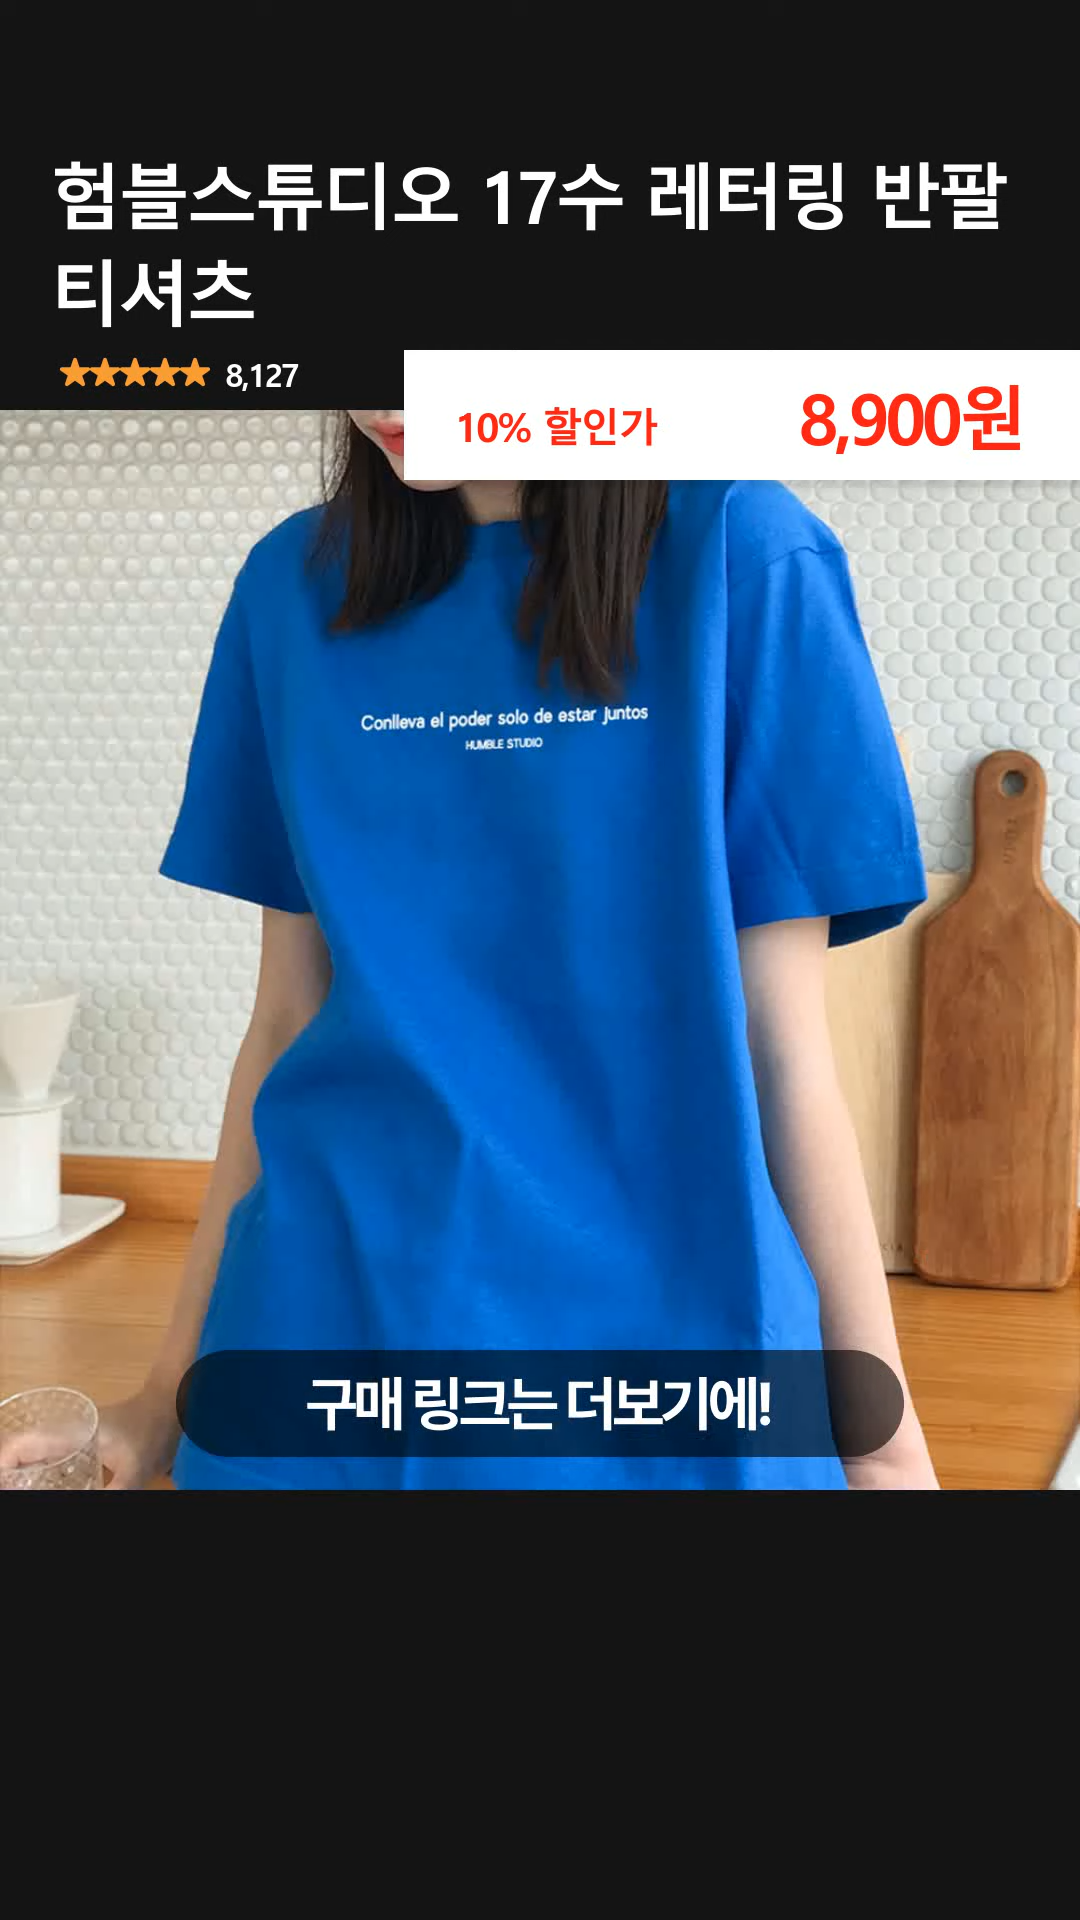 험블스튜디오 17수 레터링 반팔
티셔츠
8,127
10% 할인가
8,900원
Conlleva el poder solo de estar juntos
HUMBLE STUDIO
구매 링크는 더보기에!